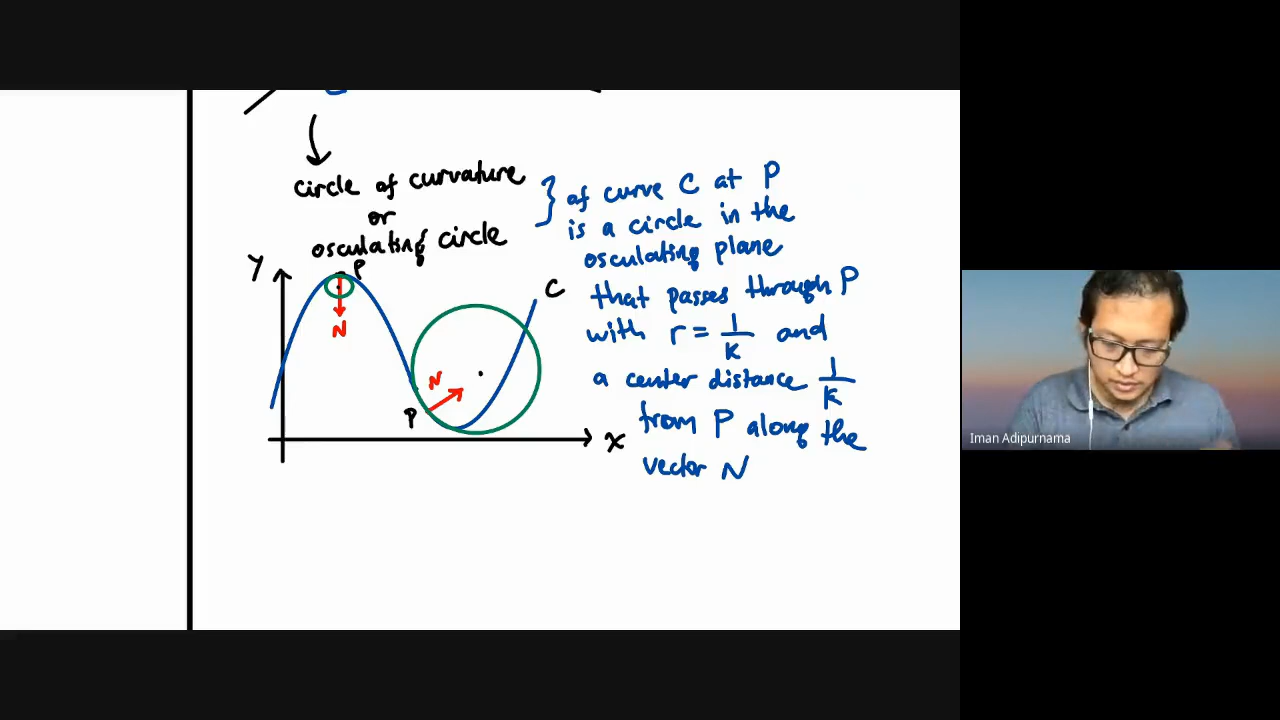 circle of curvature
or
osculating circle
} of curve C at P
is a circle in the
osculating plane
that passes through P
with r = 1/K and
a center distance 1/K
from P along the
vector N
Y
P
N
C
N
P
X
Iman Adipurnama